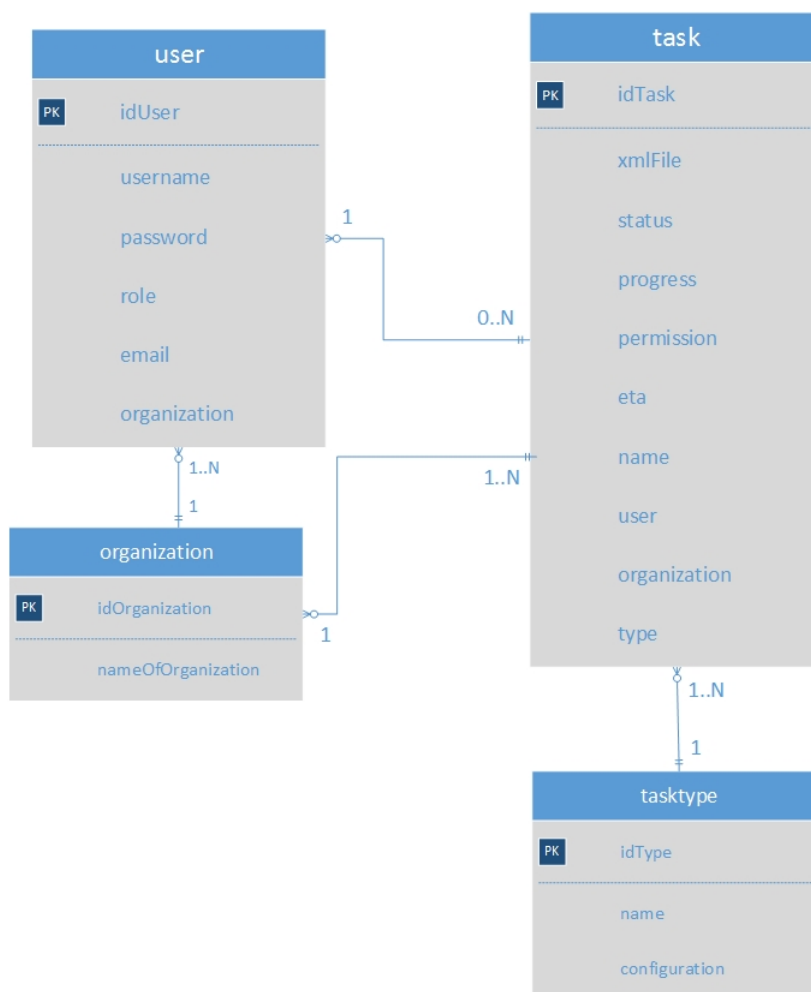 user
PK idUser
username
password
role
email
organization
task
PK idTask
xmlFile
status
progress
permission
eta
name
user
organization
type
1
0..N
1..N
1
1..N
1
organization
PK idOrganization
nameOfOrganization
1..N
1
tasktype
PK idType
name
configuration